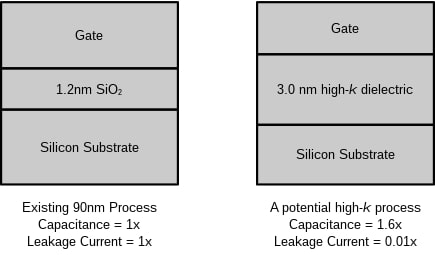 Gate
1.2nm SiO₂
Silicon Substrate
Existing 90nm Process
Capacitance = 1x
Leakage Current = 1x
Gate
3.0 nm high-k dielectric
Silicon Substrate
A potential high-k process
Capacitance = 1.6x
Leakage Current = 0.01x